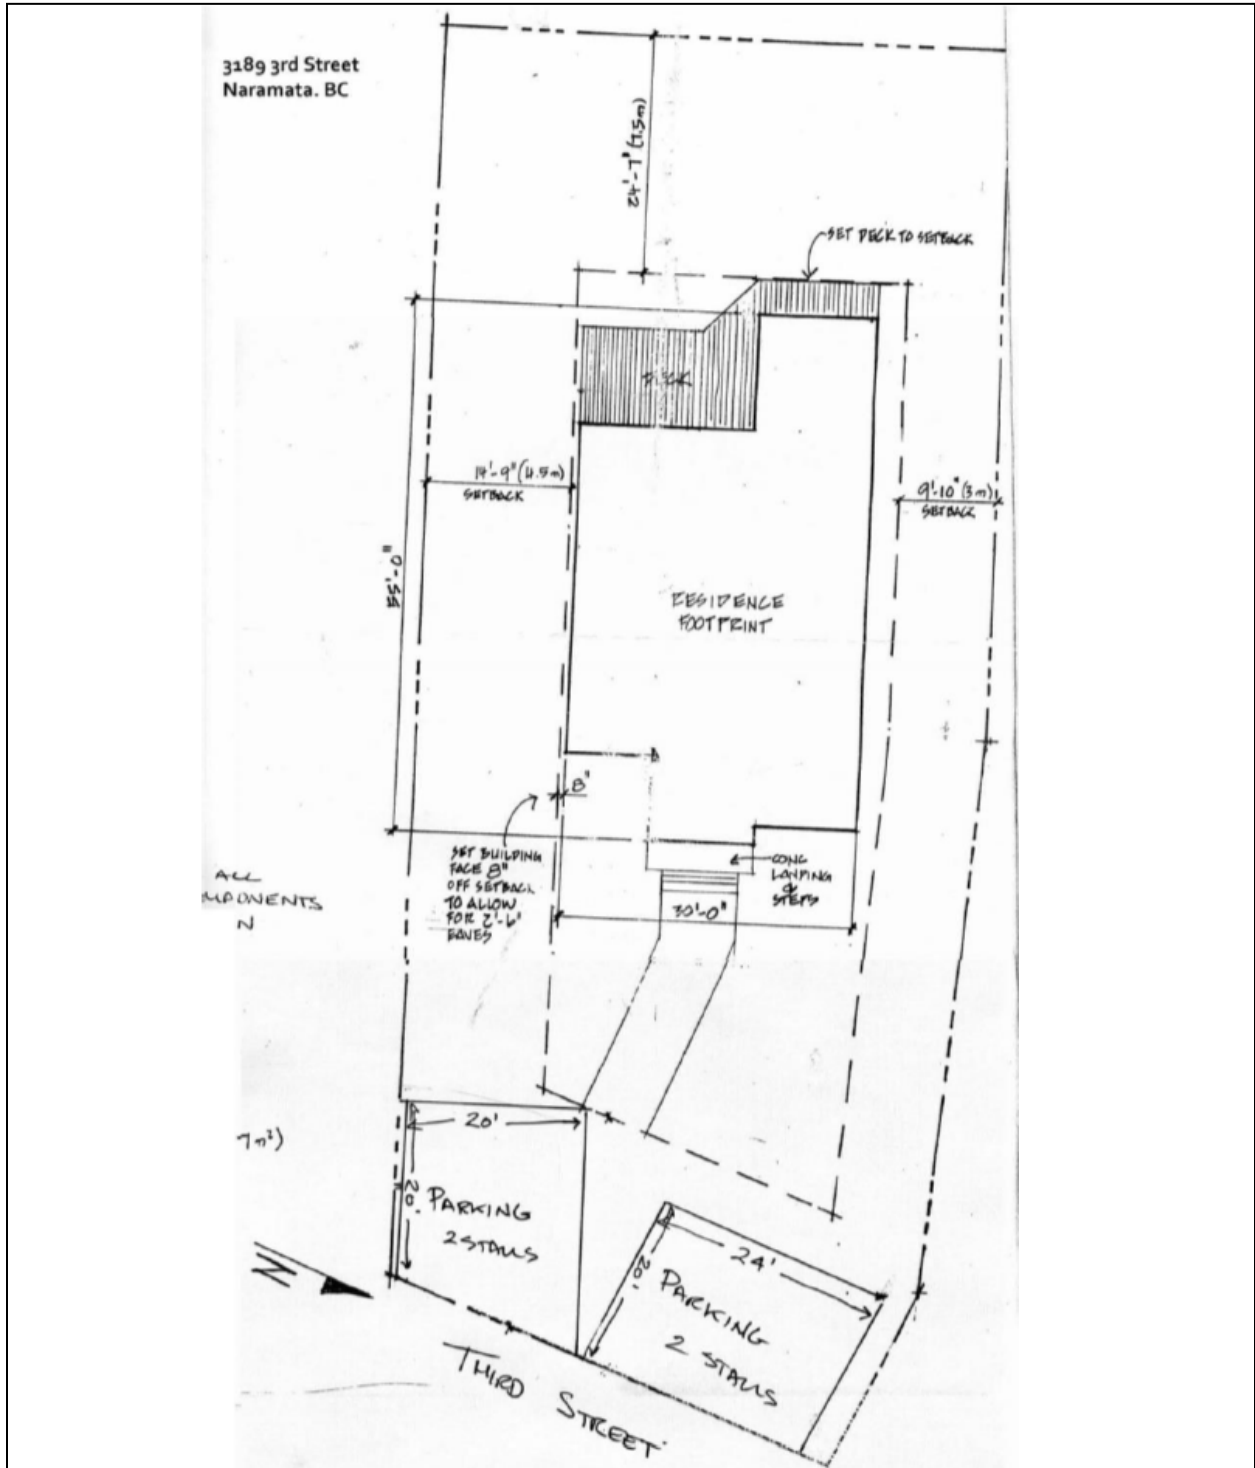 3189 3rd Street
Naramata. BC
24'-7" (7.5m)
SET DECK TO SETBACK
DECK
14'-9" (4.5m)
SETBACK
9'-10" (3m)
SETBACK
55'-0"
RESIDENCE
FOOTPRINT
8"
SET BUILDING
FACE 8"
OFF SETBACK
TO ALLOW
FOR 2'-6"
EAVES
CONC
LANDING
&
STEPS
30'-0"
ALL
MPONENTS
N
20'
20'
PARKING
2 STALLS
7m²)
N
24'
20'
PARKING
2 STALLS
THIRD STREET